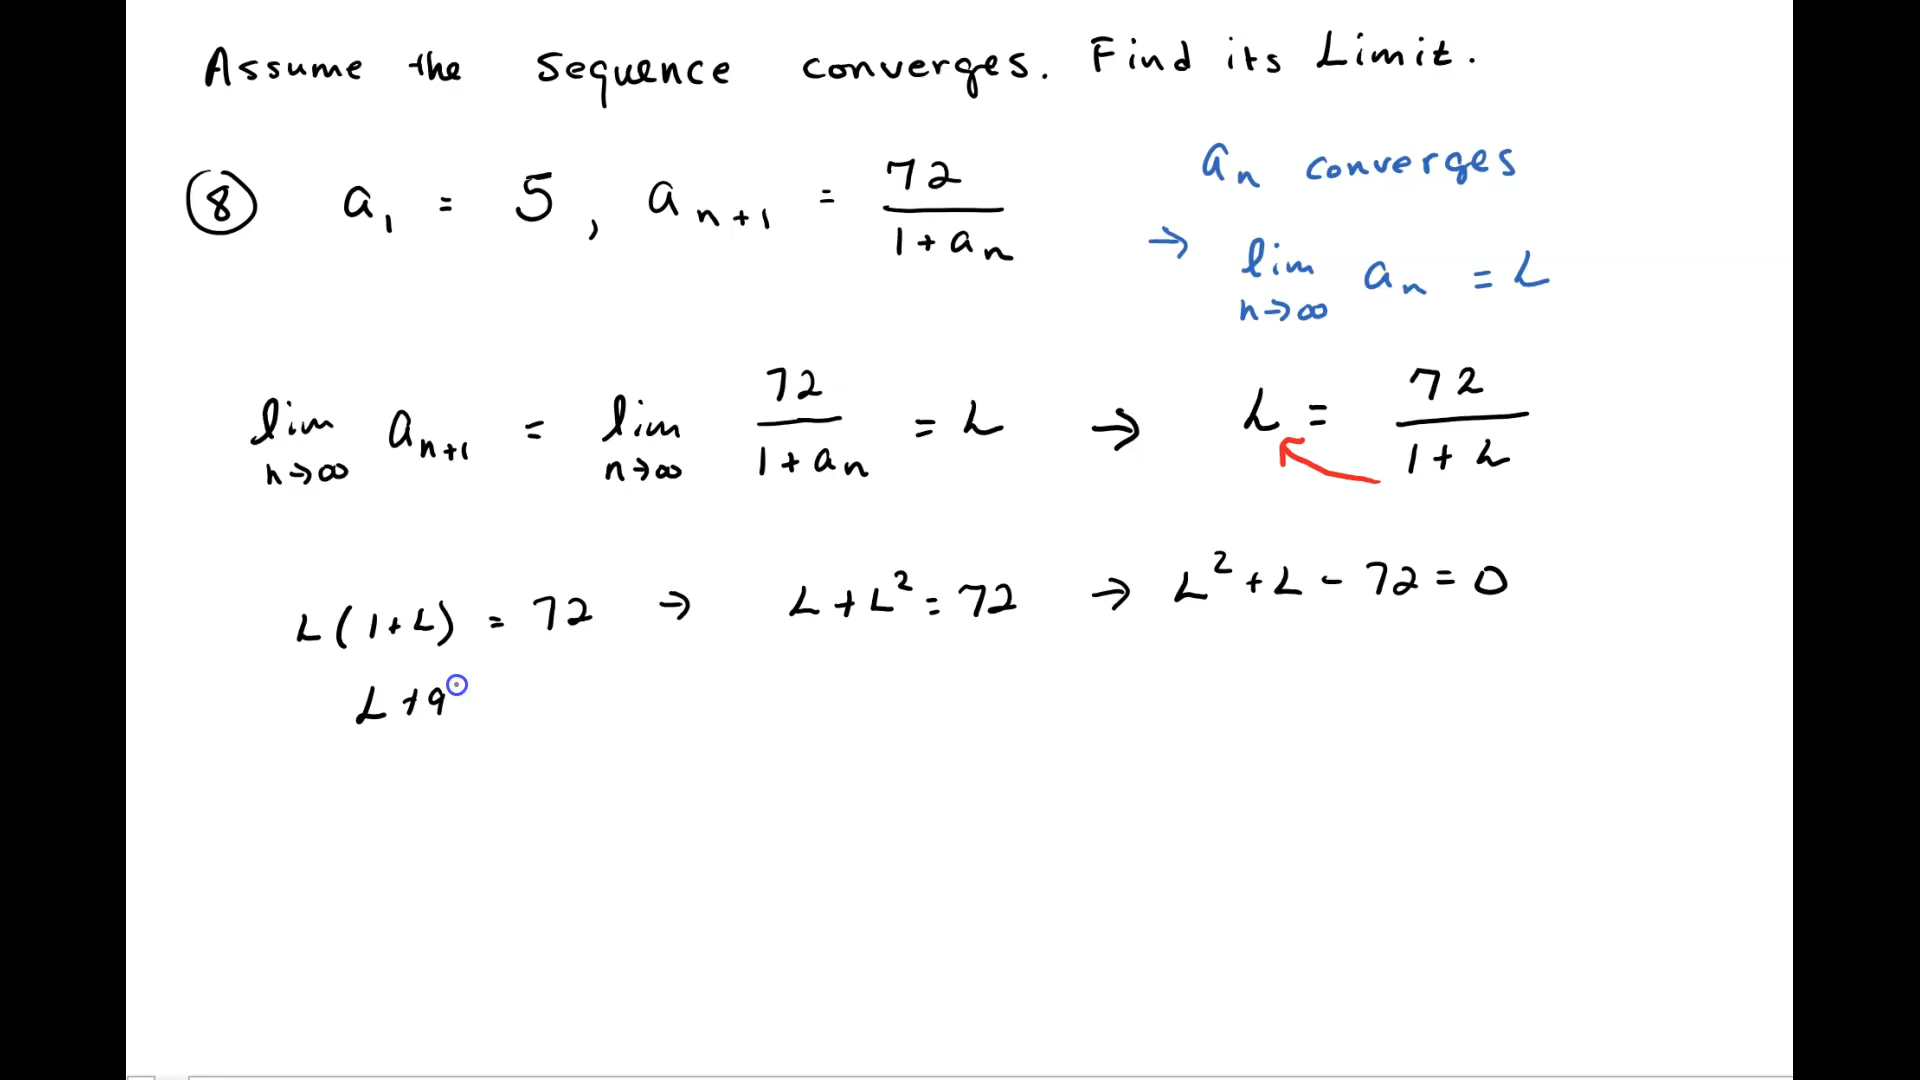 Assume the sequence converges. Find its Limit.
⑧ a₁ = 5, aₙ₊₁ = 72/(1+aₙ)
aₙ converges
→ lim n→∞ aₙ = L
lim n→∞ aₙ₊₁ = lim n→∞ 72/(1+aₙ) = L → L = 72/(1+L)
L(1+L) = 72 → L+L² = 72 → L²+L-72=0
L+9